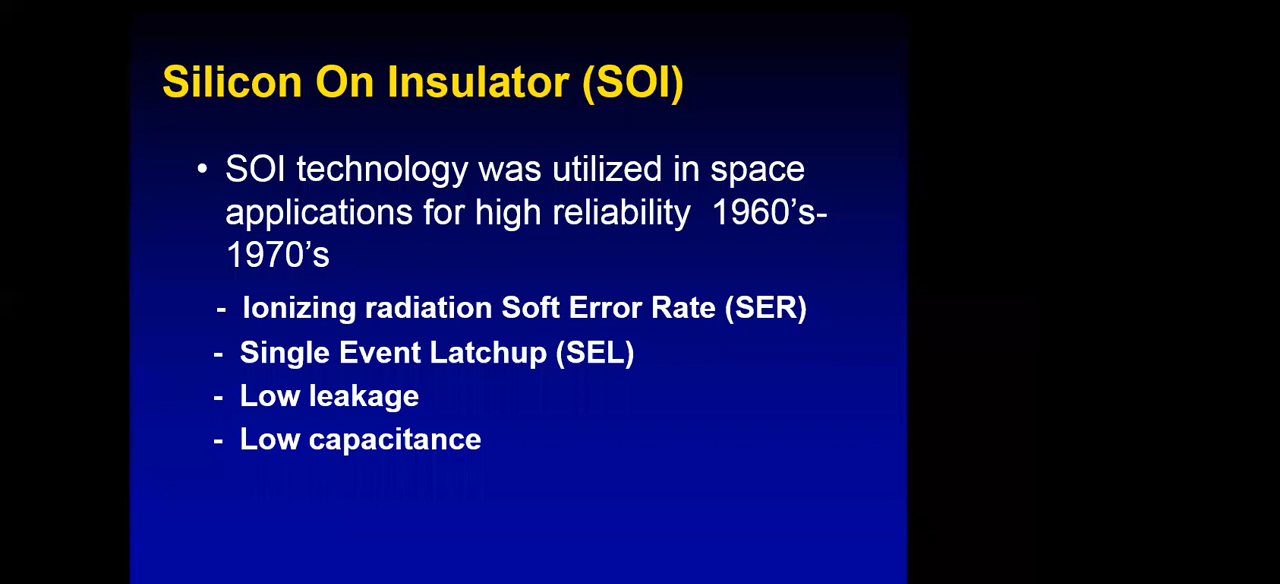 Silicon On Insulator (SOI)
• SOI technology was utilized in space
applications for high reliability  1960’s-
1970’s
- Ionizing radiation Soft Error Rate (SER)
- Single Event Latchup (SEL)
- Low leakage
- Low capacitance